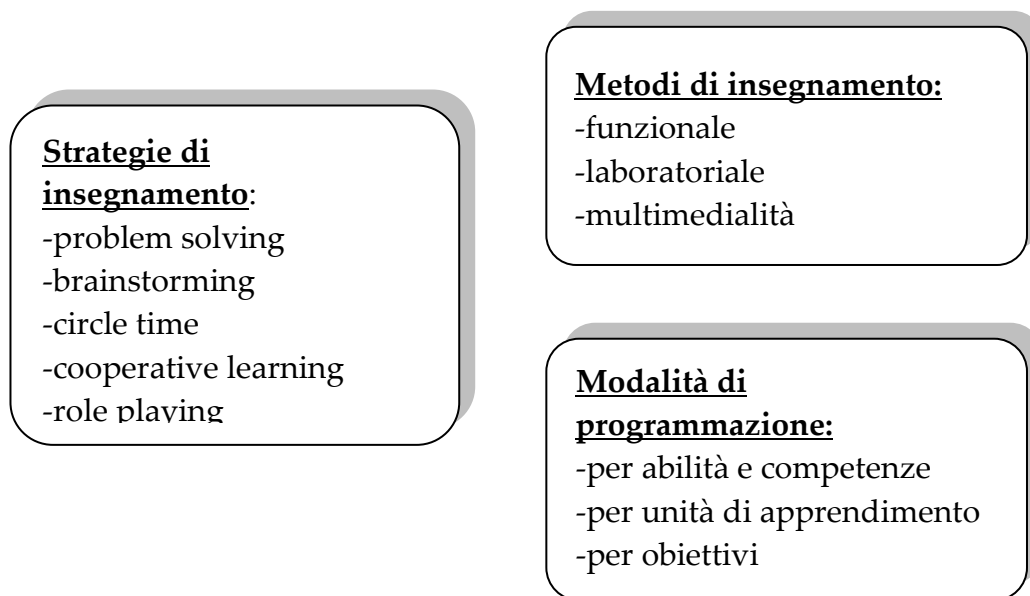 Strategie di
insegnamento:
-problem solving
-brainstorming
-circle time
-cooperative learning
-role playing
Metodi di insegnamento:
-funzionale
-laboratoriale
-multimedialità
Modalità di
programmazione:
-per abilità e competenze
-per unità di apprendimento
-per obiettivi